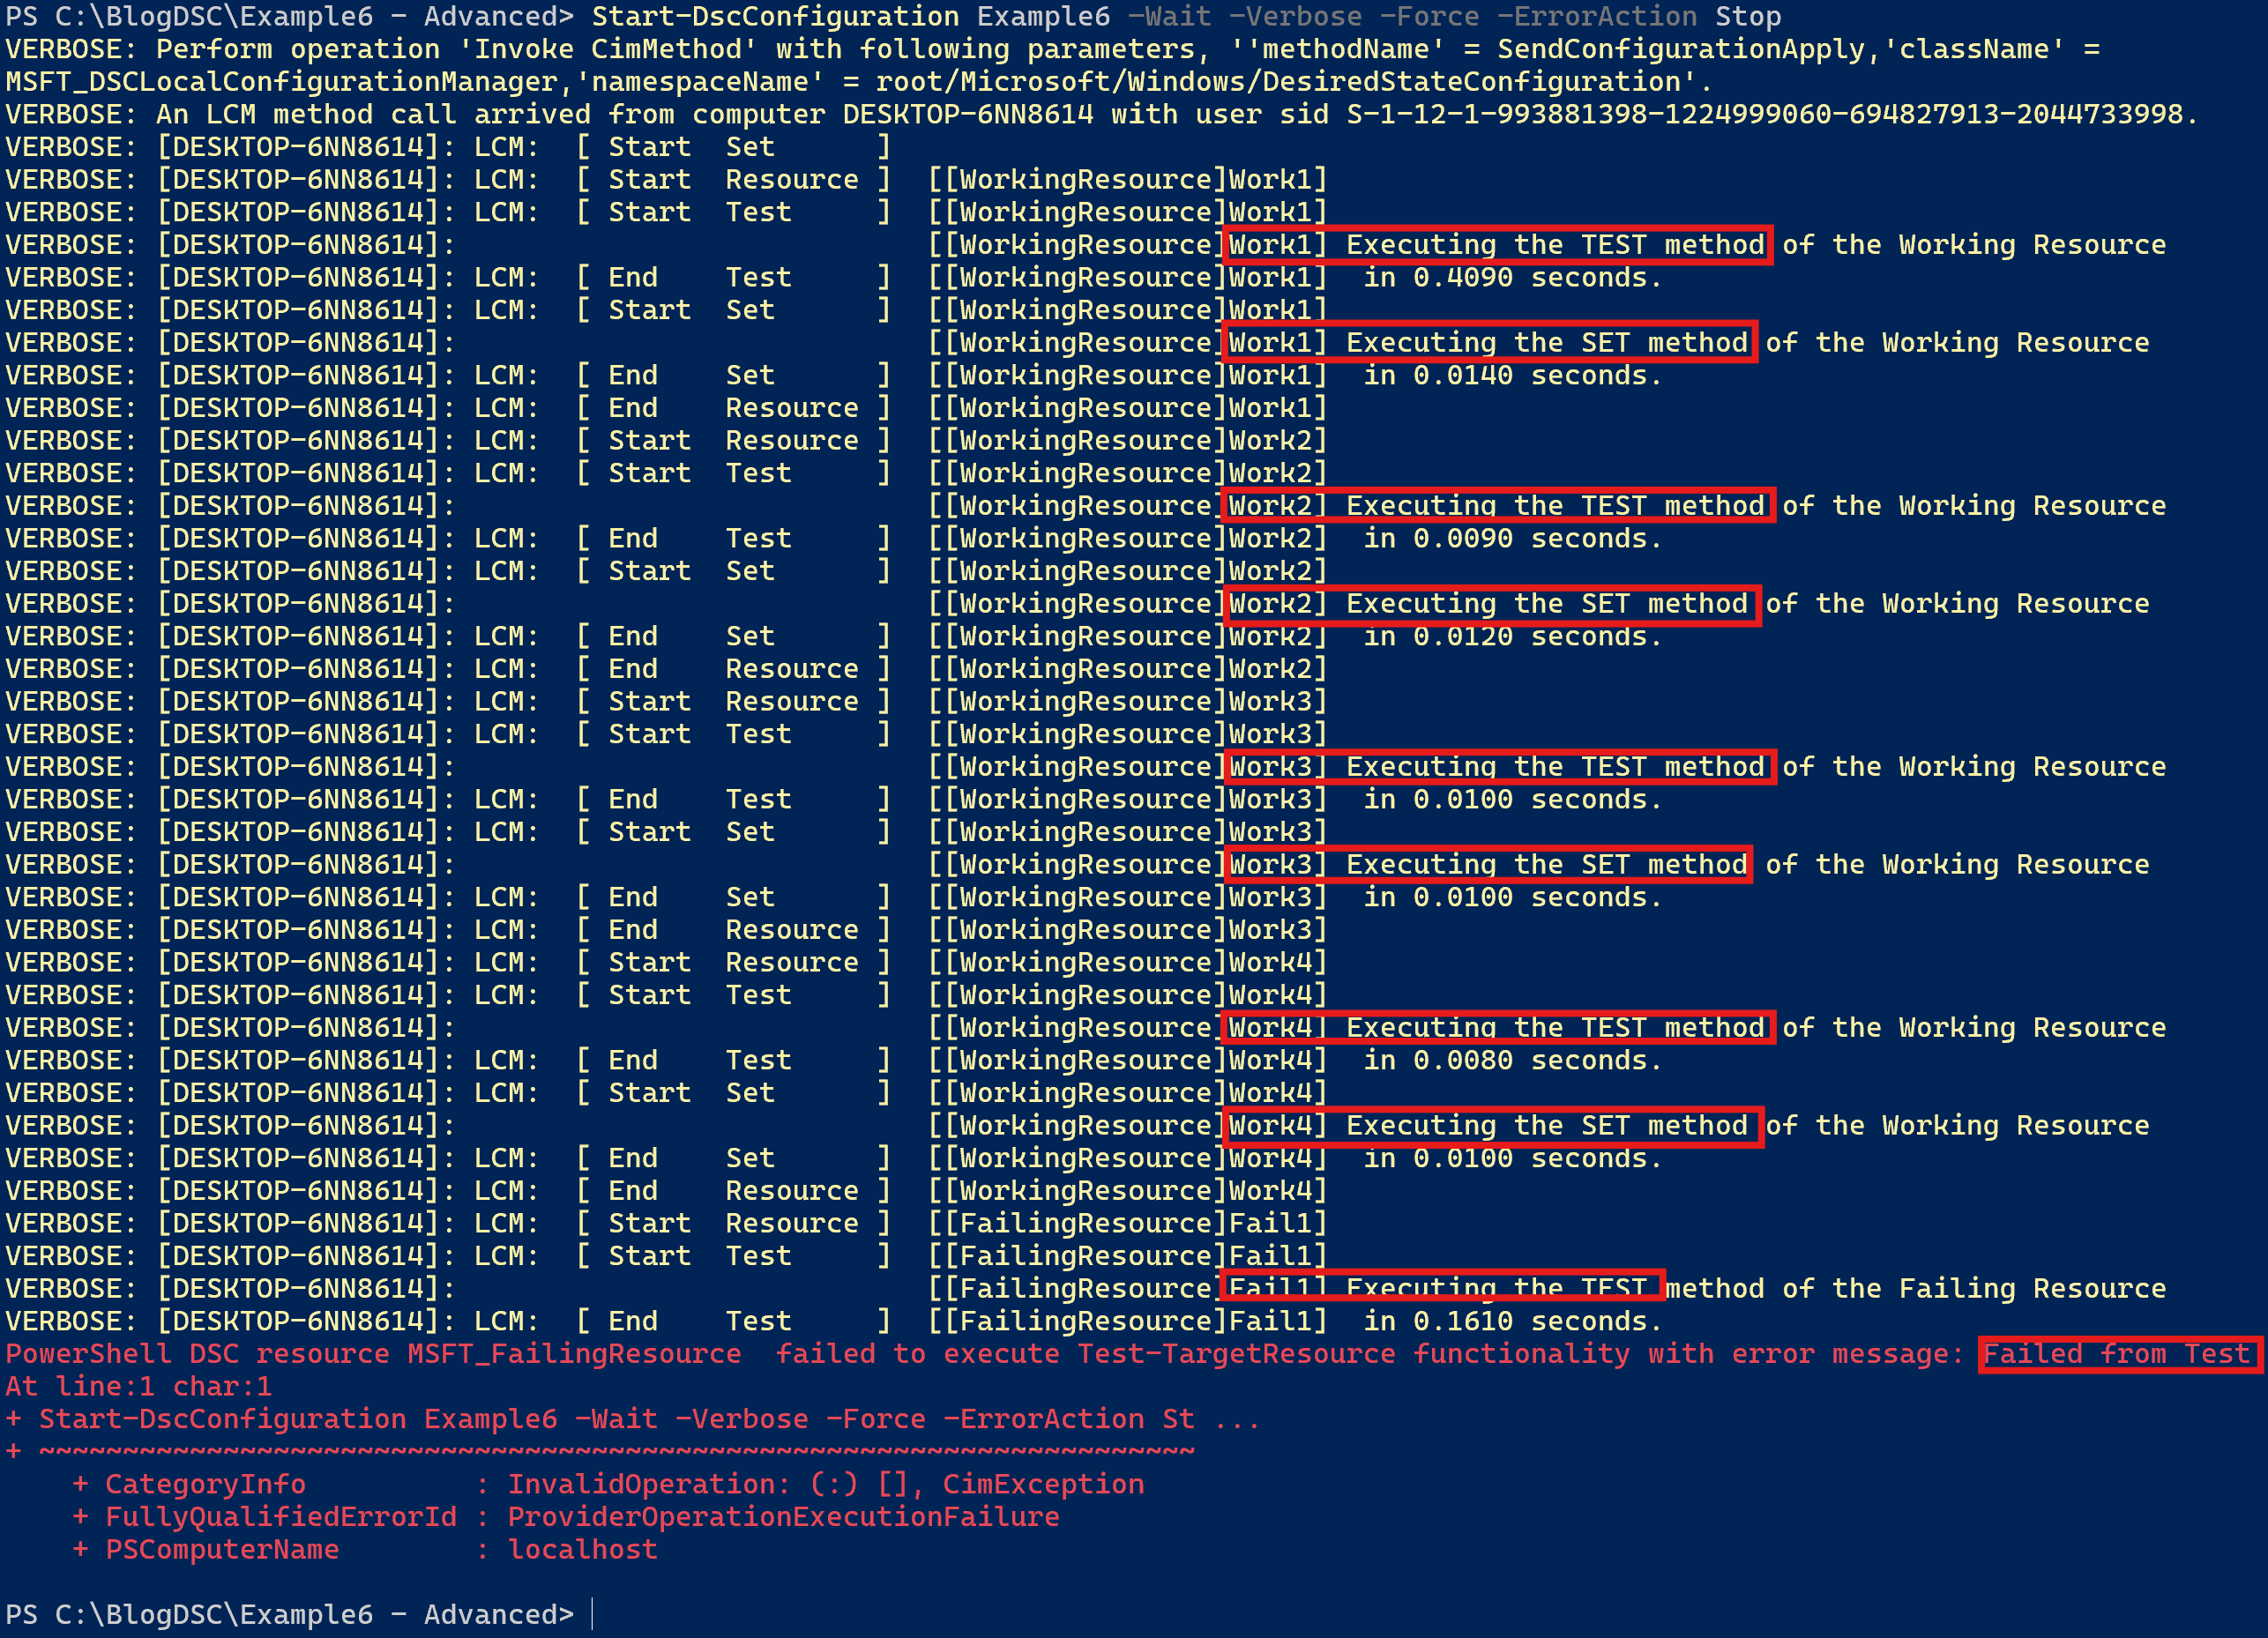 PS C:\BlogDSC\Example6 - Advanced> Start-DscConfiguration Example6 -Wait -Verbose -Force -ErrorAction Stop
VERBOSE: Perform operation 'Invoke CimMethod' with following parameters, ''methodName' = SendConfigurationApply,'className' =
MSFT_DSCLocalConfigurationManager,'namespaceName' = root/Microsoft/Windows/DesiredStateConfiguration'.
VERBOSE: An LCM method call arrived from computer DESKTOP-6NN8614 with user sid S-1-12-1-993881398-1224999060-694827913-2044733998.
VERBOSE: [DESKTOP-6NN8614]: LCM:  [ Start  Set      ]
VERBOSE: [DESKTOP-6NN8614]: LCM:  [ Start  Resource ]  [[WorkingResource]Work1]
VERBOSE: [DESKTOP-6NN8614]: LCM:  [ Start  Test     ]  [[WorkingResource]Work1]
VERBOSE: [DESKTOP-6NN8614]:                            [[WorkingResource]Work1] Executing the TEST method of the Working Resource
VERBOSE: [DESKTOP-6NN8614]: LCM:  [ End    Test     ]  [[WorkingResource]Work1]  in 0.4090 seconds.
VERBOSE: [DESKTOP-6NN8614]: LCM:  [ Start  Set      ]  [[WorkingResource]Work1]
VERBOSE: [DESKTOP-6NN8614]:                            [[WorkingResource]Work1] Executing the SET method of the Working Resource
VERBOSE: [DESKTOP-6NN8614]: LCM:  [ End    Set      ]  [[WorkingResource]Work1]  in 0.0140 seconds.
VERBOSE: [DESKTOP-6NN8614]: LCM:  [ End    Resource ]  [[WorkingResource]Work1]
VERBOSE: [DESKTOP-6NN8614]: LCM:  [ Start  Resource ]  [[WorkingResource]Work2]
VERBOSE: [DESKTOP-6NN8614]: LCM:  [ Start  Test     ]  [[WorkingResource]Work2]
VERBOSE: [DESKTOP-6NN8614]:                            [[WorkingResource]Work2] Executing the TEST method of the Working Resource
VERBOSE: [DESKTOP-6NN8614]: LCM:  [ End    Test     ]  [[WorkingResource]Work2]  in 0.0090 seconds.
VERBOSE: [DESKTOP-6NN8614]: LCM:  [ Start  Set      ]  [[WorkingResource]Work2]
VERBOSE: [DESKTOP-6NN8614]:                            [[WorkingResource]Work2] Executing the SET method of the Working Resource
VERBOSE: [DESKTOP-6NN8614]: LCM:  [ End    Set      ]  [[WorkingResource]Work2]  in 0.0120 seconds.
VERBOSE: [DESKTOP-6NN8614]: LCM:  [ End    Resource ]  [[WorkingResource]Work2]
VERBOSE: [DESKTOP-6NN8614]: LCM:  [ Start  Resource ]  [[WorkingResource]Work3]
VERBOSE: [DESKTOP-6NN8614]: LCM:  [ Start  Test     ]  [[WorkingResource]Work3]
VERBOSE: [DESKTOP-6NN8614]:                            [[WorkingResource]Work3] Executing the TEST method of the Working Resource
VERBOSE: [DESKTOP-6NN8614]: LCM:  [ End    Test     ]  [[WorkingResource]Work3]  in 0.0100 seconds.
VERBOSE: [DESKTOP-6NN8614]: LCM:  [ Start  Set      ]  [[WorkingResource]Work3]
VERBOSE: [DESKTOP-6NN8614]:                            [[WorkingResource]Work3] Executing the SET method of the Working Resource
VERBOSE: [DESKTOP-6NN8614]: LCM:  [ End    Set      ]  [[WorkingResource]Work3]  in 0.0100 seconds.
VERBOSE: [DESKTOP-6NN8614]: LCM:  [ End    Resource ]  [[WorkingResource]Work3]
VERBOSE: [DESKTOP-6NN8614]: LCM:  [ Start  Resource ]  [[WorkingResource]Work4]
VERBOSE: [DESKTOP-6NN8614]: LCM:  [ Start  Test     ]  [[WorkingResource]Work4]
VERBOSE: [DESKTOP-6NN8614]:                            [[WorkingResource]Work4] Executing the TEST method of the Working Resource
VERBOSE: [DESKTOP-6NN8614]: LCM:  [ End    Test     ]  [[WorkingResource]Work4]  in 0.0080 seconds.
VERBOSE: [DESKTOP-6NN8614]: LCM:  [ Start  Set      ]  [[WorkingResource]Work4]
VERBOSE: [DESKTOP-6NN8614]:                            [[WorkingResource]Work4] Executing the SET method of the Working Resource
VERBOSE: [DESKTOP-6NN8614]: LCM:  [ End    Set      ]  [[WorkingResource]Work4]  in 0.0100 seconds.
VERBOSE: [DESKTOP-6NN8614]: LCM:  [ End    Resource ]  [[WorkingResource]Work4]
VERBOSE: [DESKTOP-6NN8614]: LCM:  [ Start  Resource ]  [[FailingResource]Fail1]
VERBOSE: [DESKTOP-6NN8614]: LCM:  [ Start  Test     ]  [[FailingResource]Fail1]
VERBOSE: [DESKTOP-6NN8614]:                            [[FailingResource]Fail1] Executing the TEST method of the Failing Resource
VERBOSE: [DESKTOP-6NN8614]: LCM:  [ End    Test     ]  [[FailingResource]Fail1]  in 0.1610 seconds.
PowerShell DSC resource MSFT_FailingResource  failed to execute Test-TargetResource functionality with error message: Failed from Test
At line:1 char:1
+ Start-DscConfiguration Example6 -Wait -Verbose -Force -ErrorAction St ...
+ ~~~~~~~~~~~~~~~~~~~~~~~~~~~~~~~~~~~~~~~~~~~~~~~~~~~~~~~~~~~~~~~~~~~~~
    + CategoryInfo          : InvalidOperation: (:) [], CimException
    + FullyQualifiedErrorId : ProviderOperationExecutionFailure
    + PSComputerName        : localhost
PS C:\BlogDSC\Example6 - Advanced>